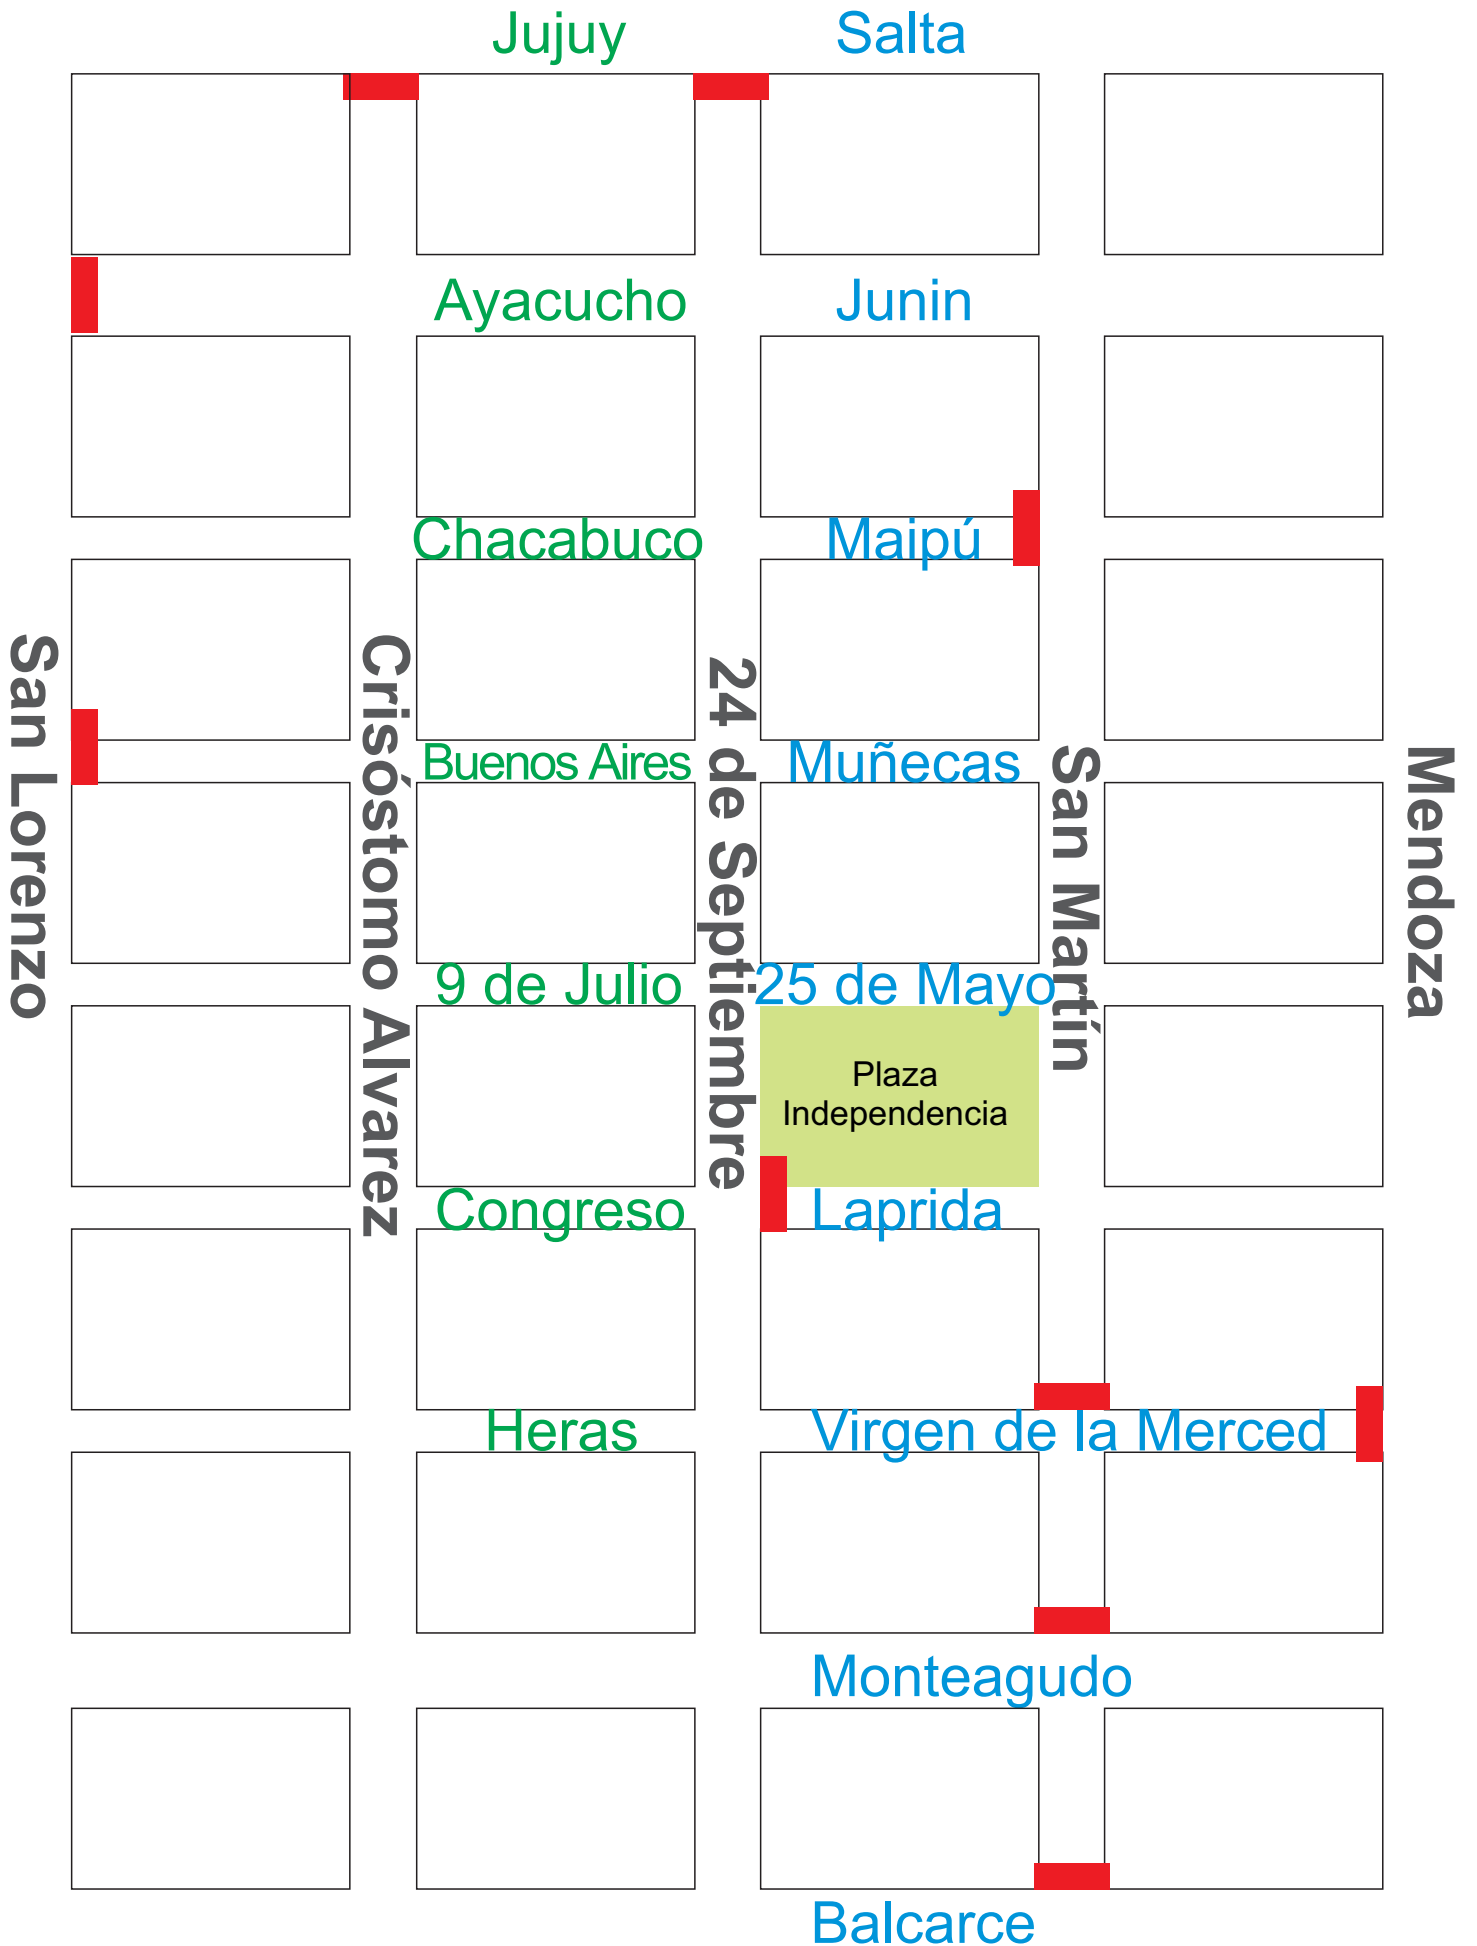 Jujuy
Salta
Ayacucho
Junin
Chacabuco
Maipú
San Lorenzo
Crisóstomo Alvarez
24 de Septiembre
San Martín
Mendoza
Buenos Aires
Muñecas
9 de Julio
25 de Mayo
Plaza
Independencia
Congreso
Laprida
Heras
Virgen de la Merced
Monteagudo
Balcarce